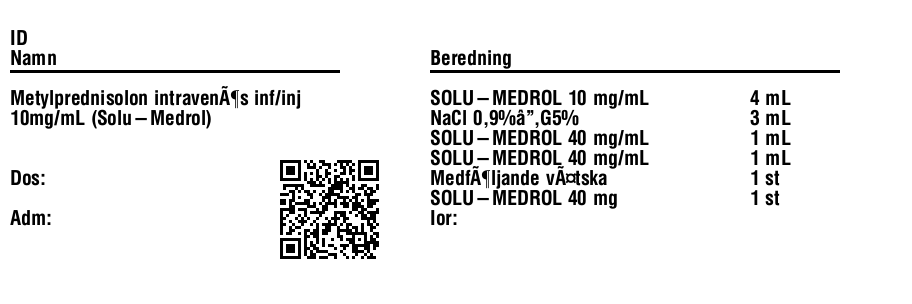 ID
Namn
Metylprednisolon intravenÃ¶s inf/inj
10mg/mL (Solu–Medrol)
Dos:
Adm:
Beredning
SOLU–MEDROL 10 mg/mL 4 mL
NaCl 0,9%â”‚G5% 3 mL
SOLU–MEDROL 40 mg/mL 1 mL
SOLU–MEDROL 40 mg/mL 1 mL
MedfÃ¶ljande vÃ¤tska 1 st
SOLU–MEDROL 40 mg 1 st
Ior: